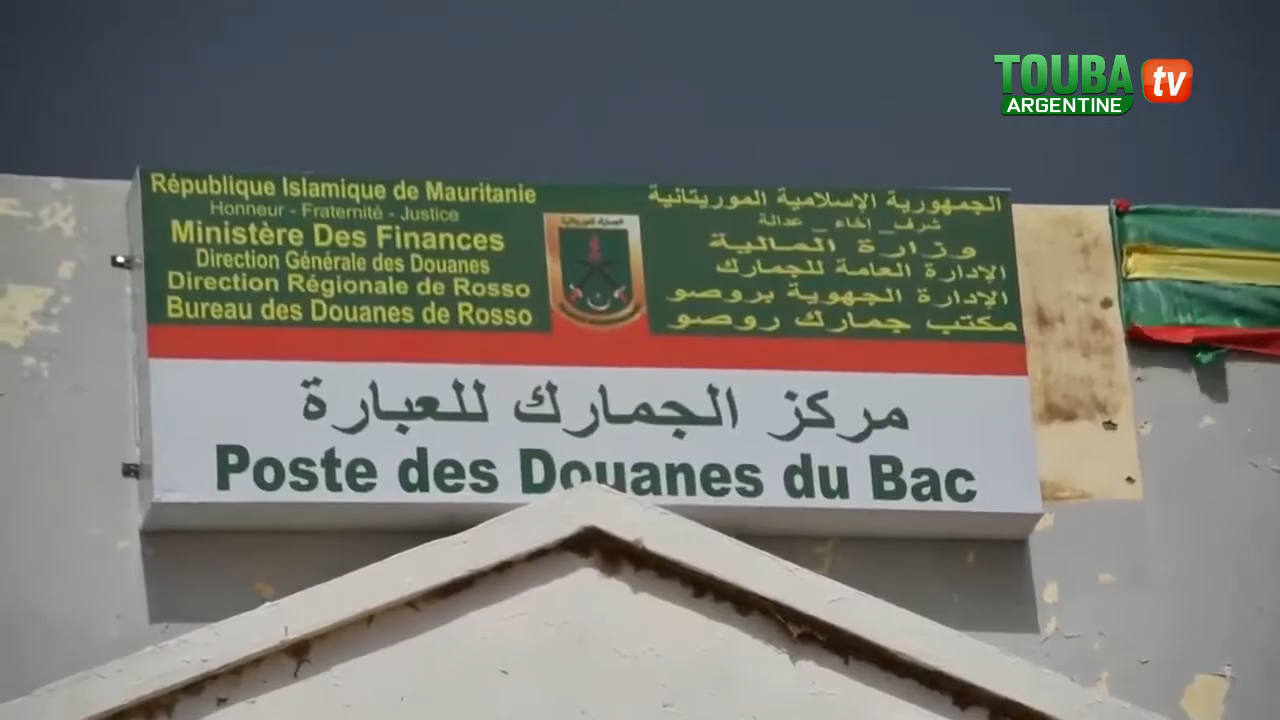 TOUBA tv
ARGENTINE
République Islamique de Mauritanie
Honneur - Fraternité - Justice
Ministère Des Finances
Direction Générale des Douanes
Direction Régionale de Rosso
Bureau des Douanes de Rosso
الجمهورية الإسلامية الموريتانية
شرف_ إخاء _ عدالة
وزارة المالية
الإدارة العامة للجمارك
الإدارة الجهوية بروصو
مكتب جمارك روصو
مركز الجمارك للعبارة
Poste des Douanes du Bac